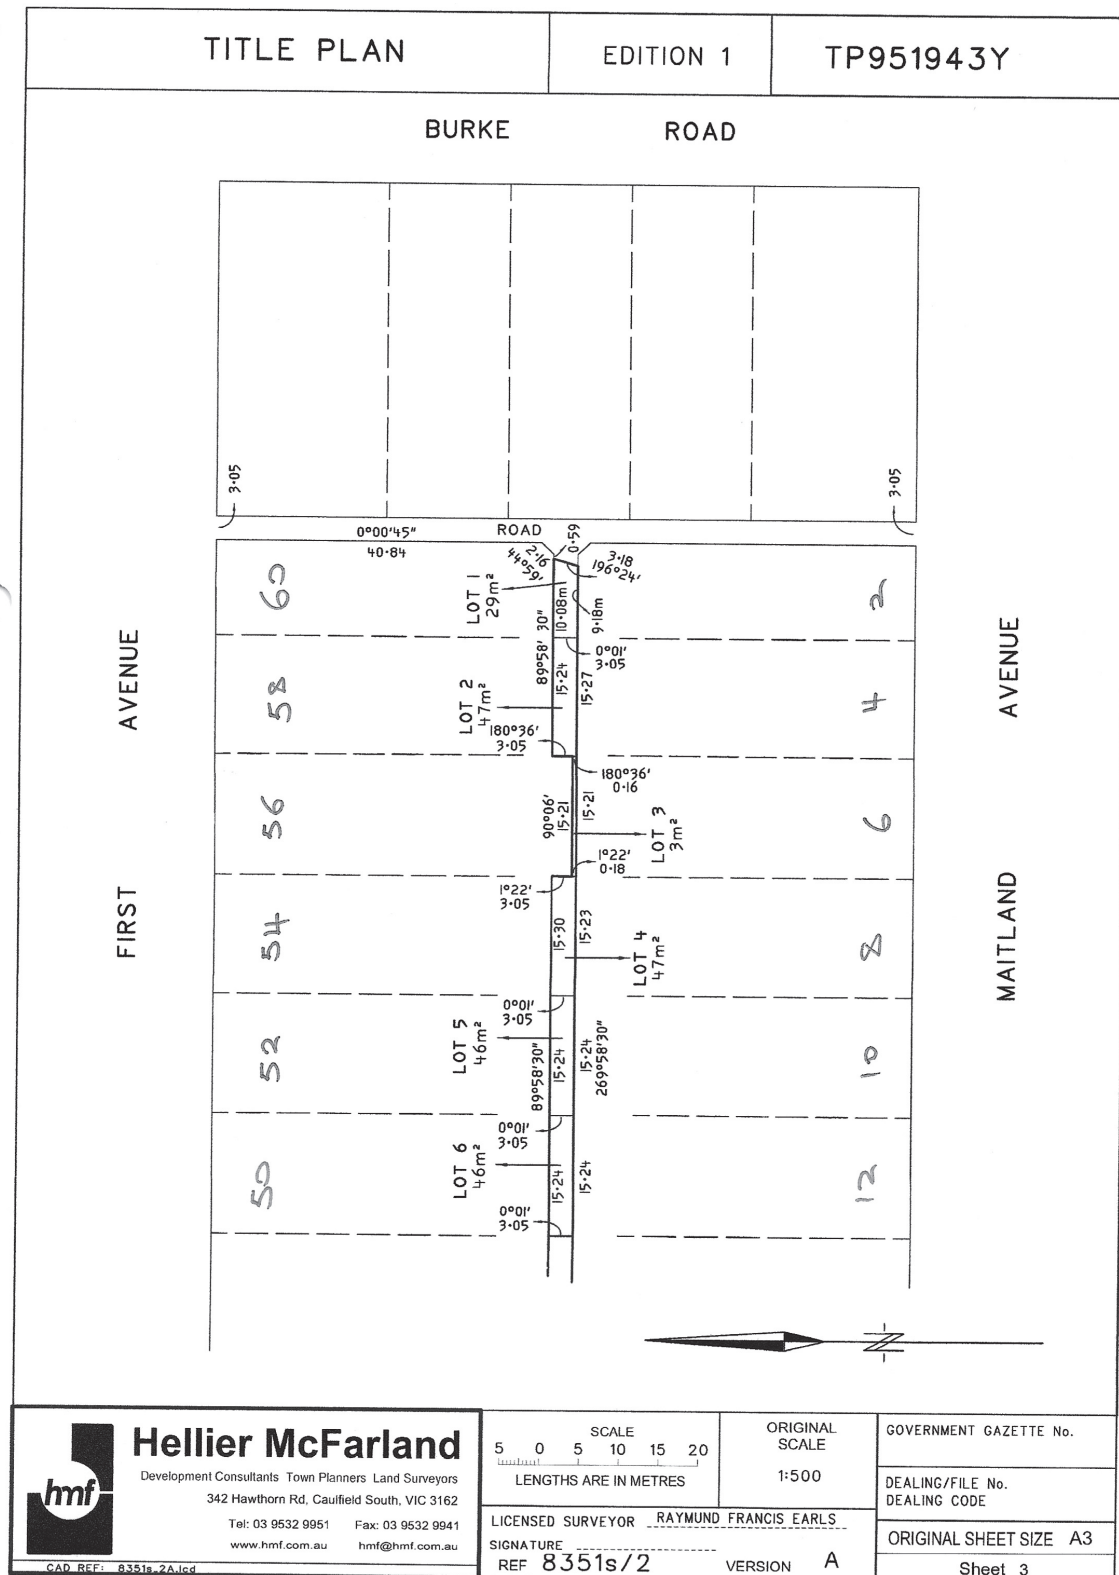 TITLE PLAN
EDITION 1
TP951943Y
BURKE ROAD
3·05
3·05
0°00'45"
ROAD
40·84
2·16
44°59'
0·59
3·18
196°24'
60
LOT 1
29m²
10·08m
9·18m
2
89°58' 30"
0°01'
3·05
58
LOT 2
47m²
15·24
15·27
4
180°36'
3·05
180°36'
0·16
56
90°06'
15·21
15·21
LOT 3
3m²
6
1°22'
0·18
1°22'
3·05
54
15·30
15·23
LOT 4
47m²
8
0°01'
3·05
52
LOT 5
46m²
89°58'30"
15·24
15·24
269°58'30"
10
0°01'
3·05
50
LOT 6
46m²
15·24
15·24
12
0°01'
3·05
FIRST AVENUE
MAITLAND AVENUE
hmf
Hellier McFarland
Development Consultants Town Planners Land Surveyors
342 Hawthorn Rd, Caulfield South, VIC 3162
Tel: 03 9532 9951 Fax: 03 9532 9941
www.hmf.com.au hmf@hmf.com.au
CAD REF: 8351s_2A.lcd
SCALE
5 0 5 10 15 20
LENGTHS ARE IN METRES
ORIGINAL
SCALE
1:500
LICENSED SURVEYOR RAYMUND FRANCIS EARLS
SIGNATURE
REF 8351s/2 VERSION A
GOVERNMENT GAZETTE No.
DEALING/FILE No.
DEALING CODE
ORIGINAL SHEET SIZE A3
Sheet 3